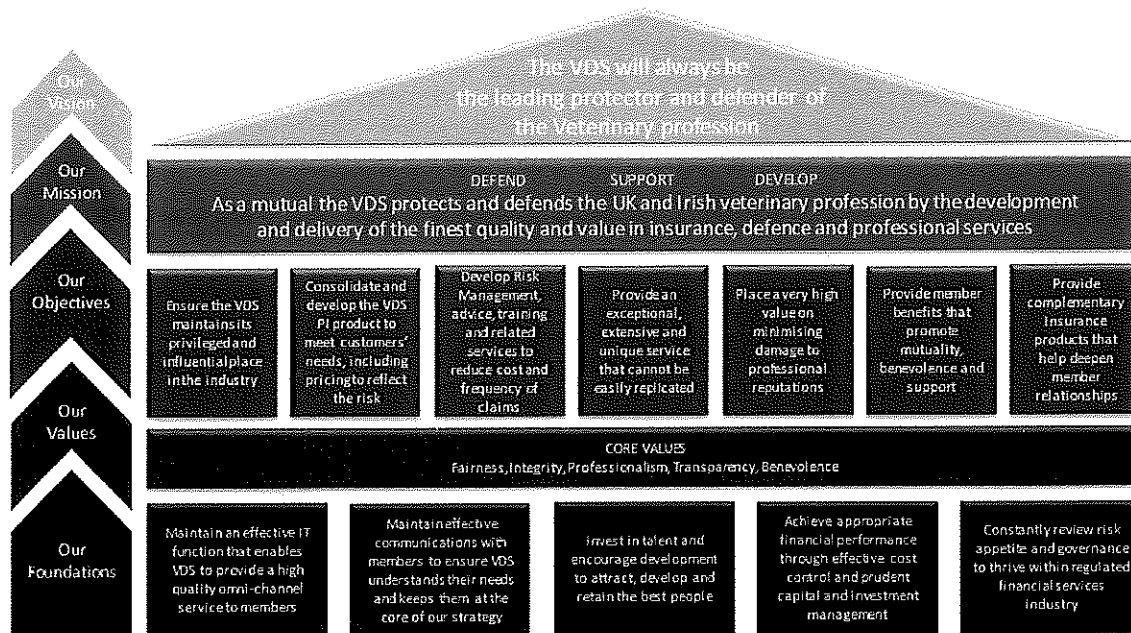 Our
Vision
The VDS will always be
the leading protector and defender of
the Veterinary profession
Our
Mission
DEFEND SUPPORT DEVELOP
As a mutual the VDS protects and defends the UK and Irish veterinary profession by the development
and delivery of the finest quality and value in insurance, defence and professional services
Our
Objectives
Ensure the VDS
maintains its
privileged and
influential place
in the industry
Consolidate and
develop the VDS
PI product to
meet customers'
needs, including
pricing to reflect
the risk
Develop Risk
Management,
advice, training
and related
services to
reduce cost and
frequency of
claims
Provide an
exceptional,
extensive and
unique service
that cannot be
easily replicated
Place a very high
value on
minimising
damage to
professional
reputations
Provide member
benefits that
promote
mutuality,
benevolence and
support
Provide
complementary
Insurance
products that
help deepen
member
relationships
Our
Values
CORE VALUES
Fairness, Integrity, Professionalism, Transparency, Benevolence
Our
Foundations
Maintain an effective IT
function that enables
VDS to provide a high
quality omni-channel
service to members
Maintain effective
communications with
members to ensure VDS
understands their needs
and keeps them at the
core of our strategy
Invest in talent and
encourage development
to attract, develop and
retain the best people
Achieve appropriate
financial performance
through effective cost
control and prudent
capital and investment
management
Constantly review risk
appetite and governance
to thrive within regulated
financial services
industry